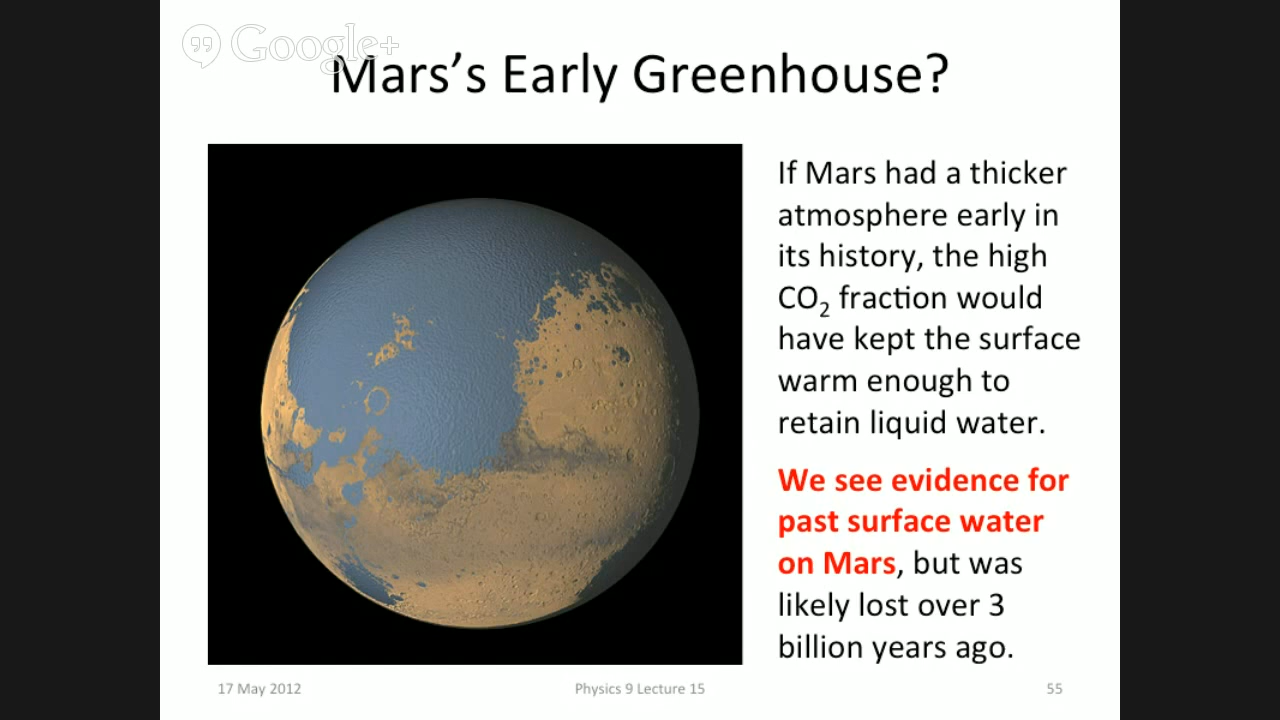 Google+
Mars’s Early Greenhouse?
If Mars had a thicker
atmosphere early in
its history, the high
CO₂ fraction would
have kept the surface
warm enough to
retain liquid water.
We see evidence for
past surface water
on Mars, but was
likely lost over 3
billion years ago.
17 May 2012
Physics 9 Lecture 15
55